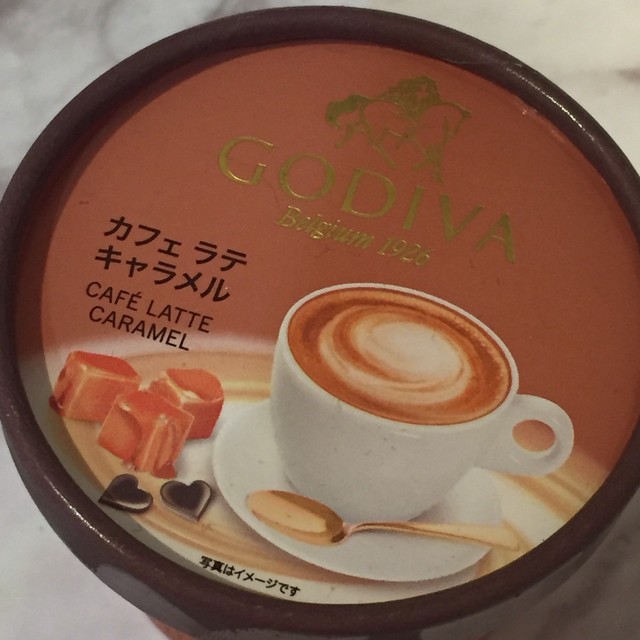 GODIVA
Belgium 1926
カフェ ラテ
キャラメル
CAFÉ LATTE
CARAMEL
写真はイメージです